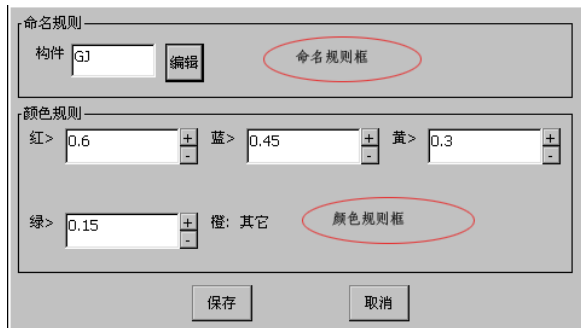 命名规则
构件 GJ 编辑 命名规则框
颜色规则
红> 0.6 + - 蓝> 0.45 + - 黄> 0.3 + -
绿> 0.15 + - 橙: 其它 颜色规则框
保存 取消